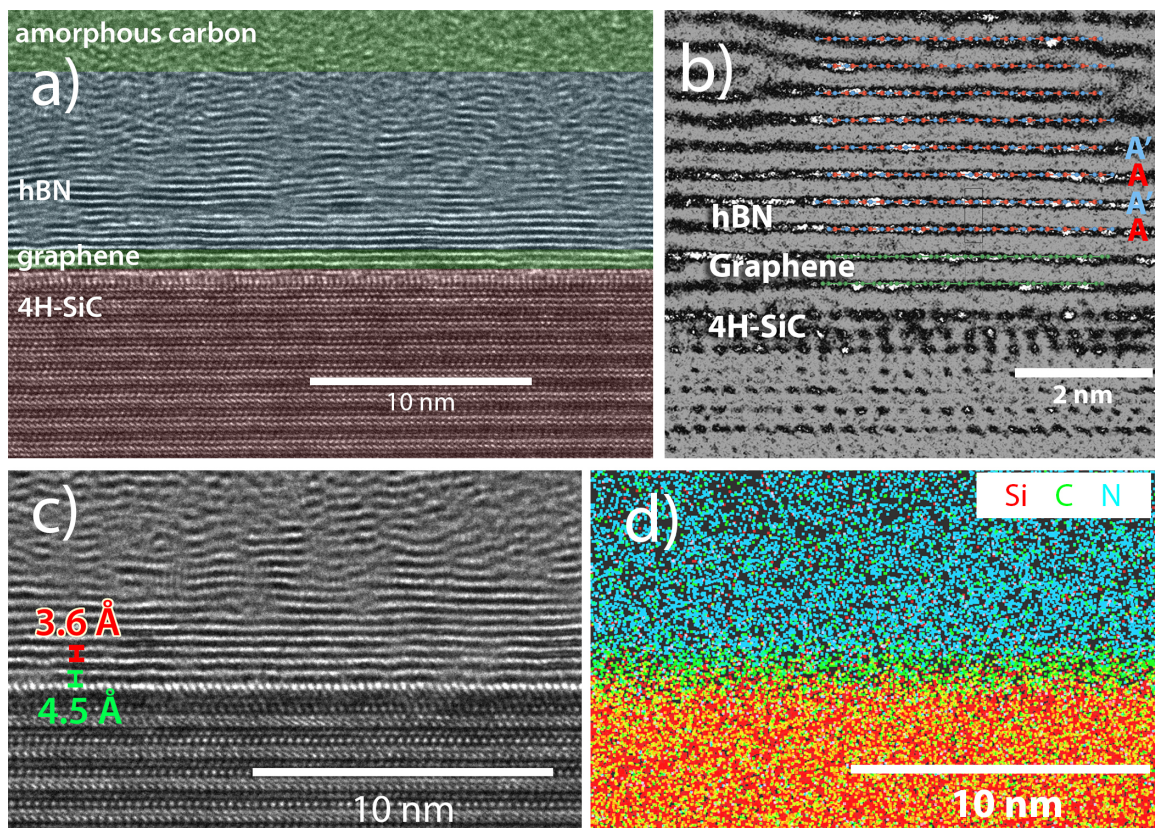 amorphous carbon
a)
hBN
graphene
4H-SiC
10 nm
b)
A'
A
A'
A
hBN
Graphene
4H-SiC
2 nm
c)
3.6 Å
4.5 Å
10 nm
d)
Si C N
10 nm